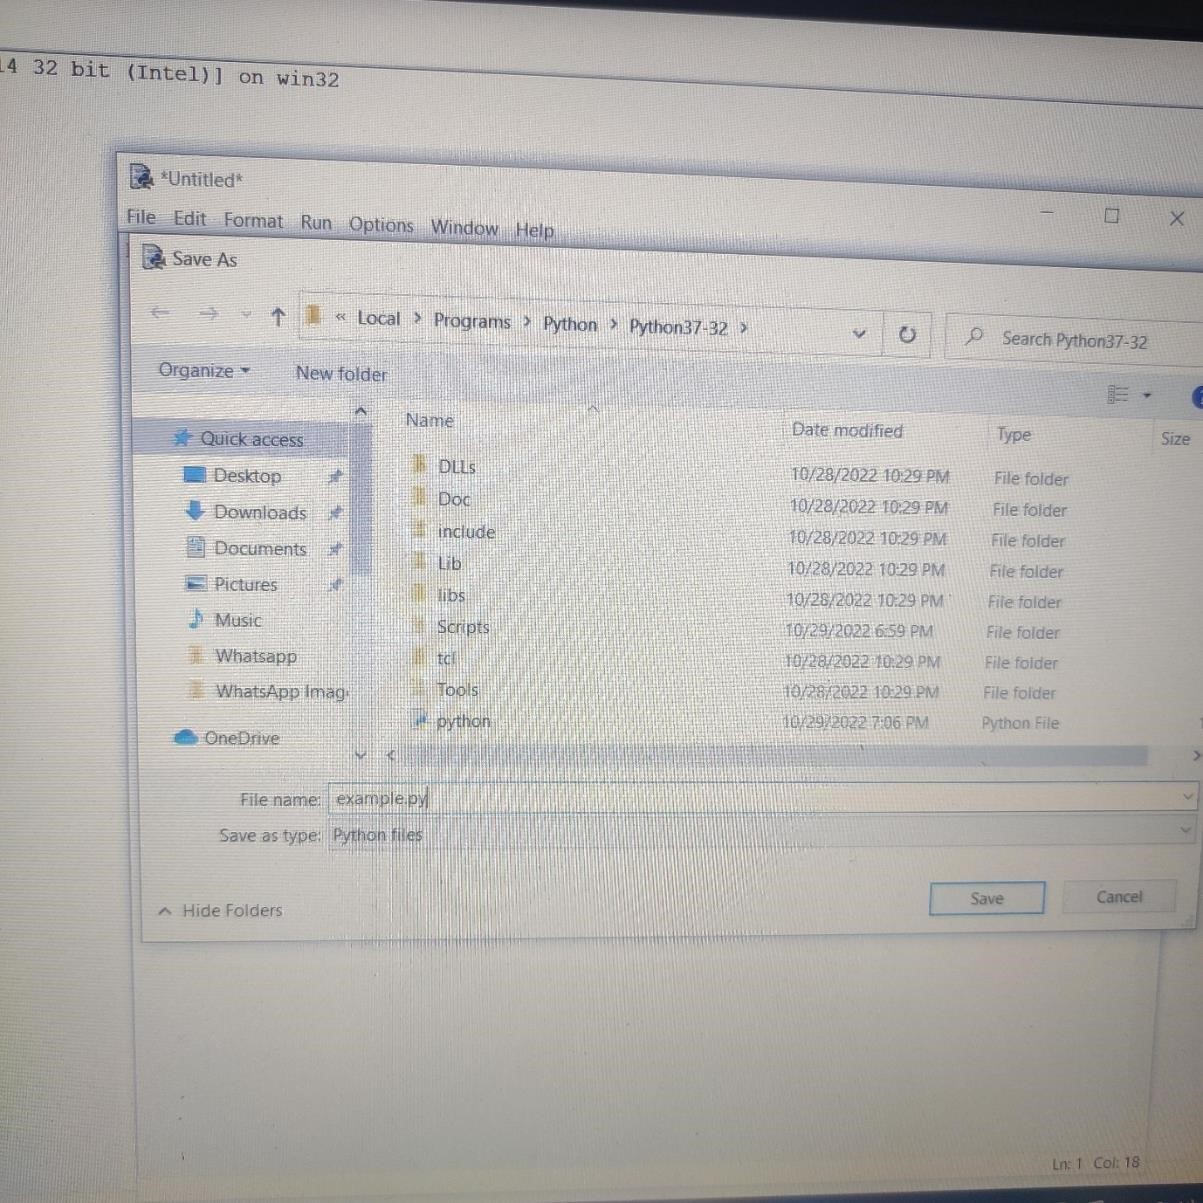 14 32 bit (Intel)] on win32
*Untitled*
File Edit Format Run Options Window Help
Save As
« Local > Programs > Python > Python37-32 >
Search Python37-32
Organize
New folder
Name Date modified Type Size
Quick access
Desktop
Downloads
Documents
Pictures
Music
Whatsapp
WhatsApp Imag
OneDrive
DLLs 10/28/2022 10:29 PM File folder
Doc 10/28/2022 10:29 PM File folder
include 10/28/2022 10:29 PM File folder
Lib 10/28/2022 10:29 PM File folder
libs 10/28/2022 10:29 PM File folder
Scripts 10/29/2022 6:59 PM File folder
tcl 10/28/2022 10:29 PM File folder
Tools 10/28/2022 10:29 PM File folder
python 10/29/2022 7:06 PM Python File
File name: example.py
Save as type: Python files
Hide Folders
Save Cancel
Ln: 1 Col: 18